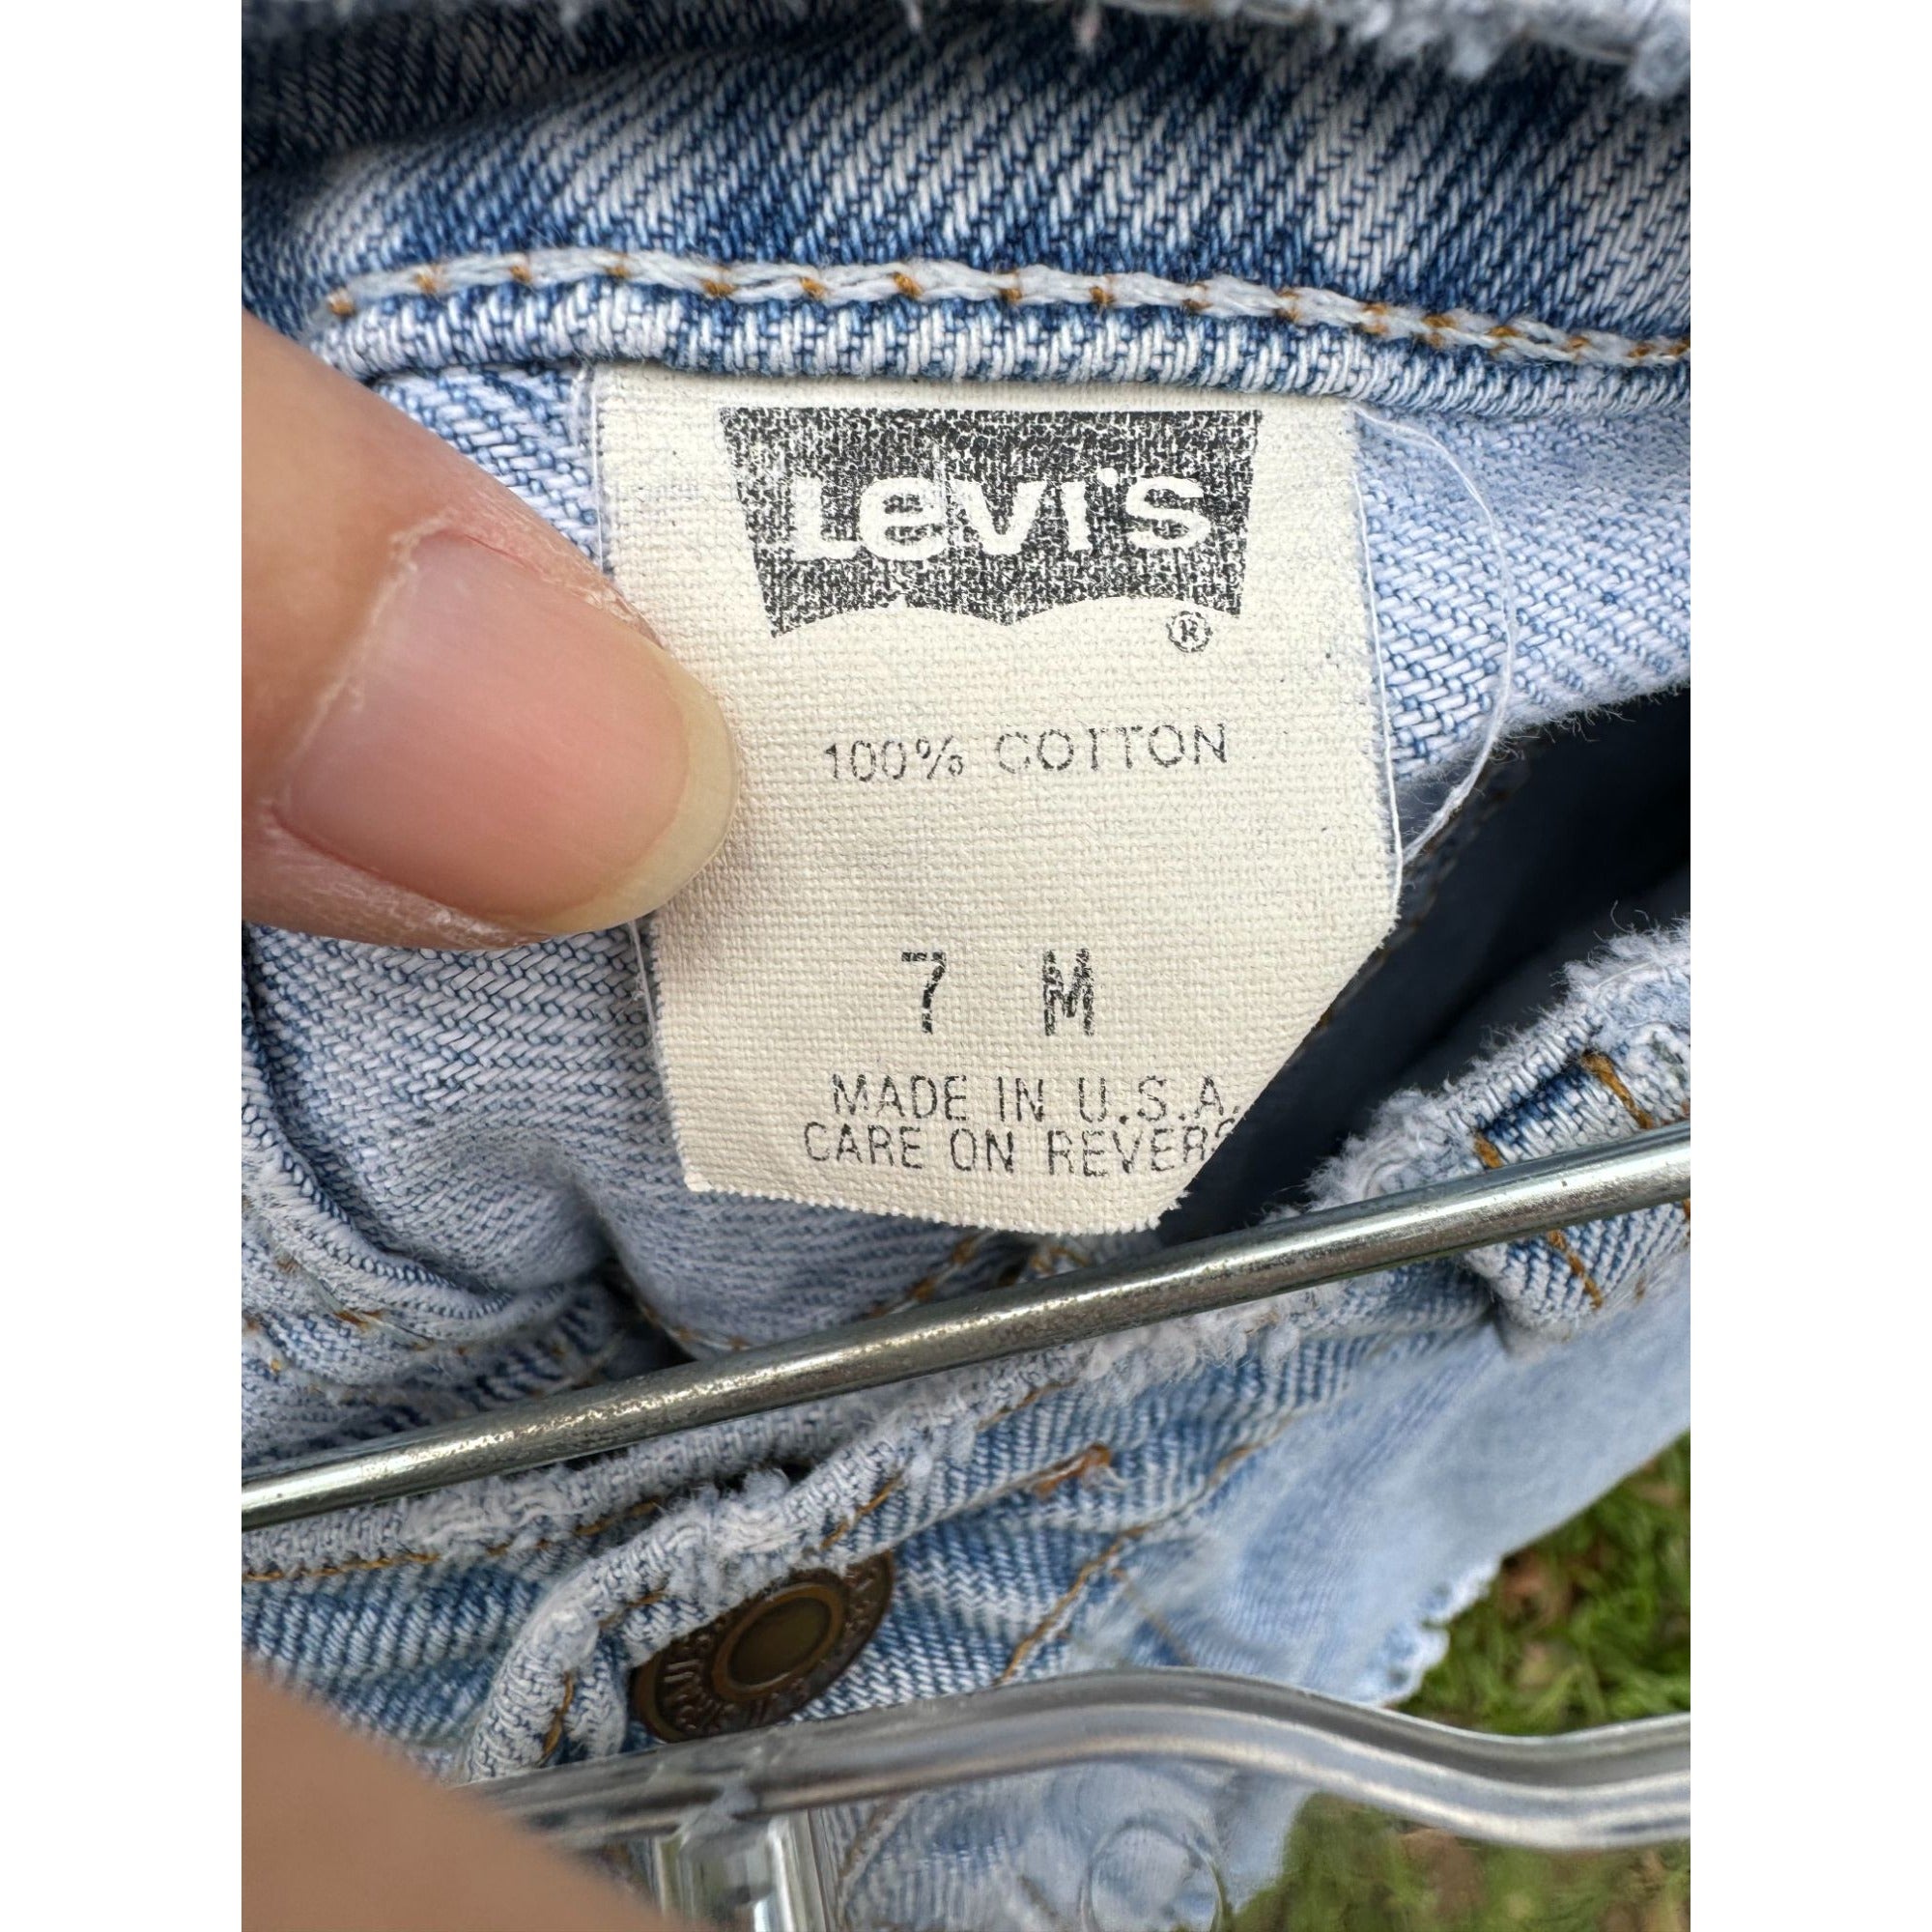 Levi's
®
100% COTTON
7 M
MADE IN U.S.A.
CARE ON REVERS